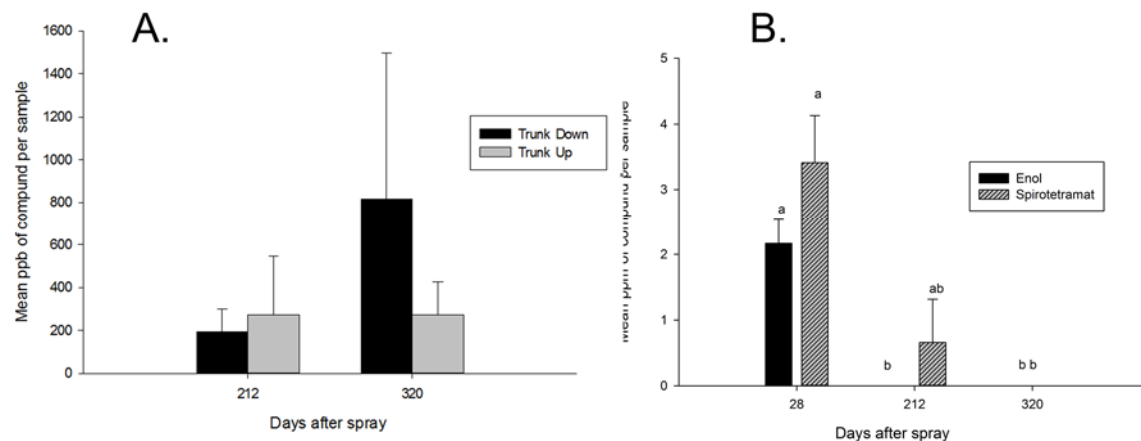 A.
Mean ppb of compound per sample
1600
1400
1200
1000
800
600
400
200
0
Trunk Down
Trunk Up
212
320
Days after spray
B.
Mean ppm of compound per sample
5
4
3
2
1
0
Enol
Spirotetramat
a
a
b
ab
b b
28
212
320
Days after spray